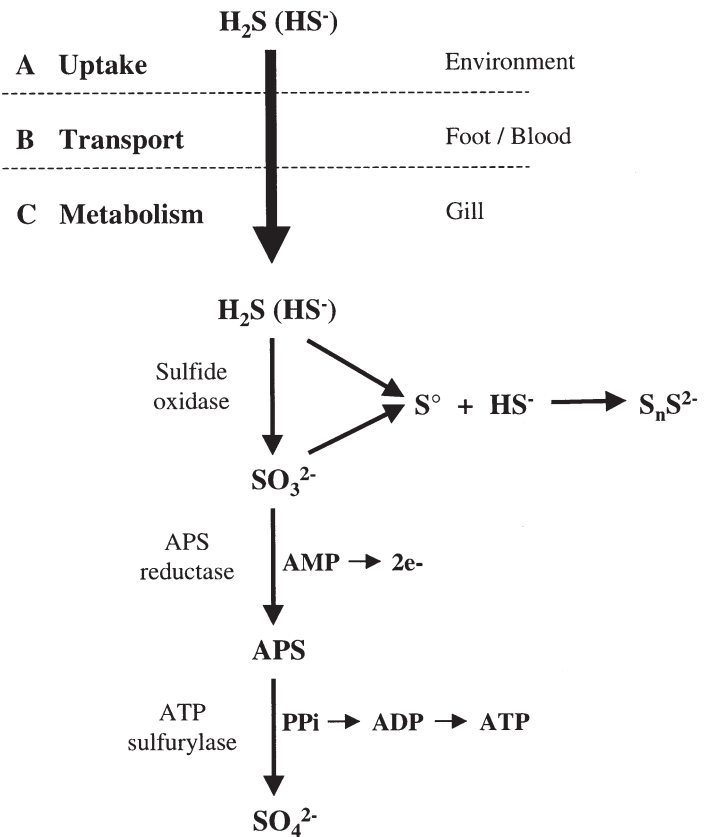 H₂S (HS⁻)
A Uptake Environment
B Transport Foot / Blood
C Metabolism Gill
H₂S (HS⁻)
Sulfide
oxidase
S° + HS⁻ → SₙS²⁻
SO₃²⁻
APS
reductase
AMP → 2e-
APS
ATP
sulfurylase
PPi → ADP → ATP
SO₄²⁻